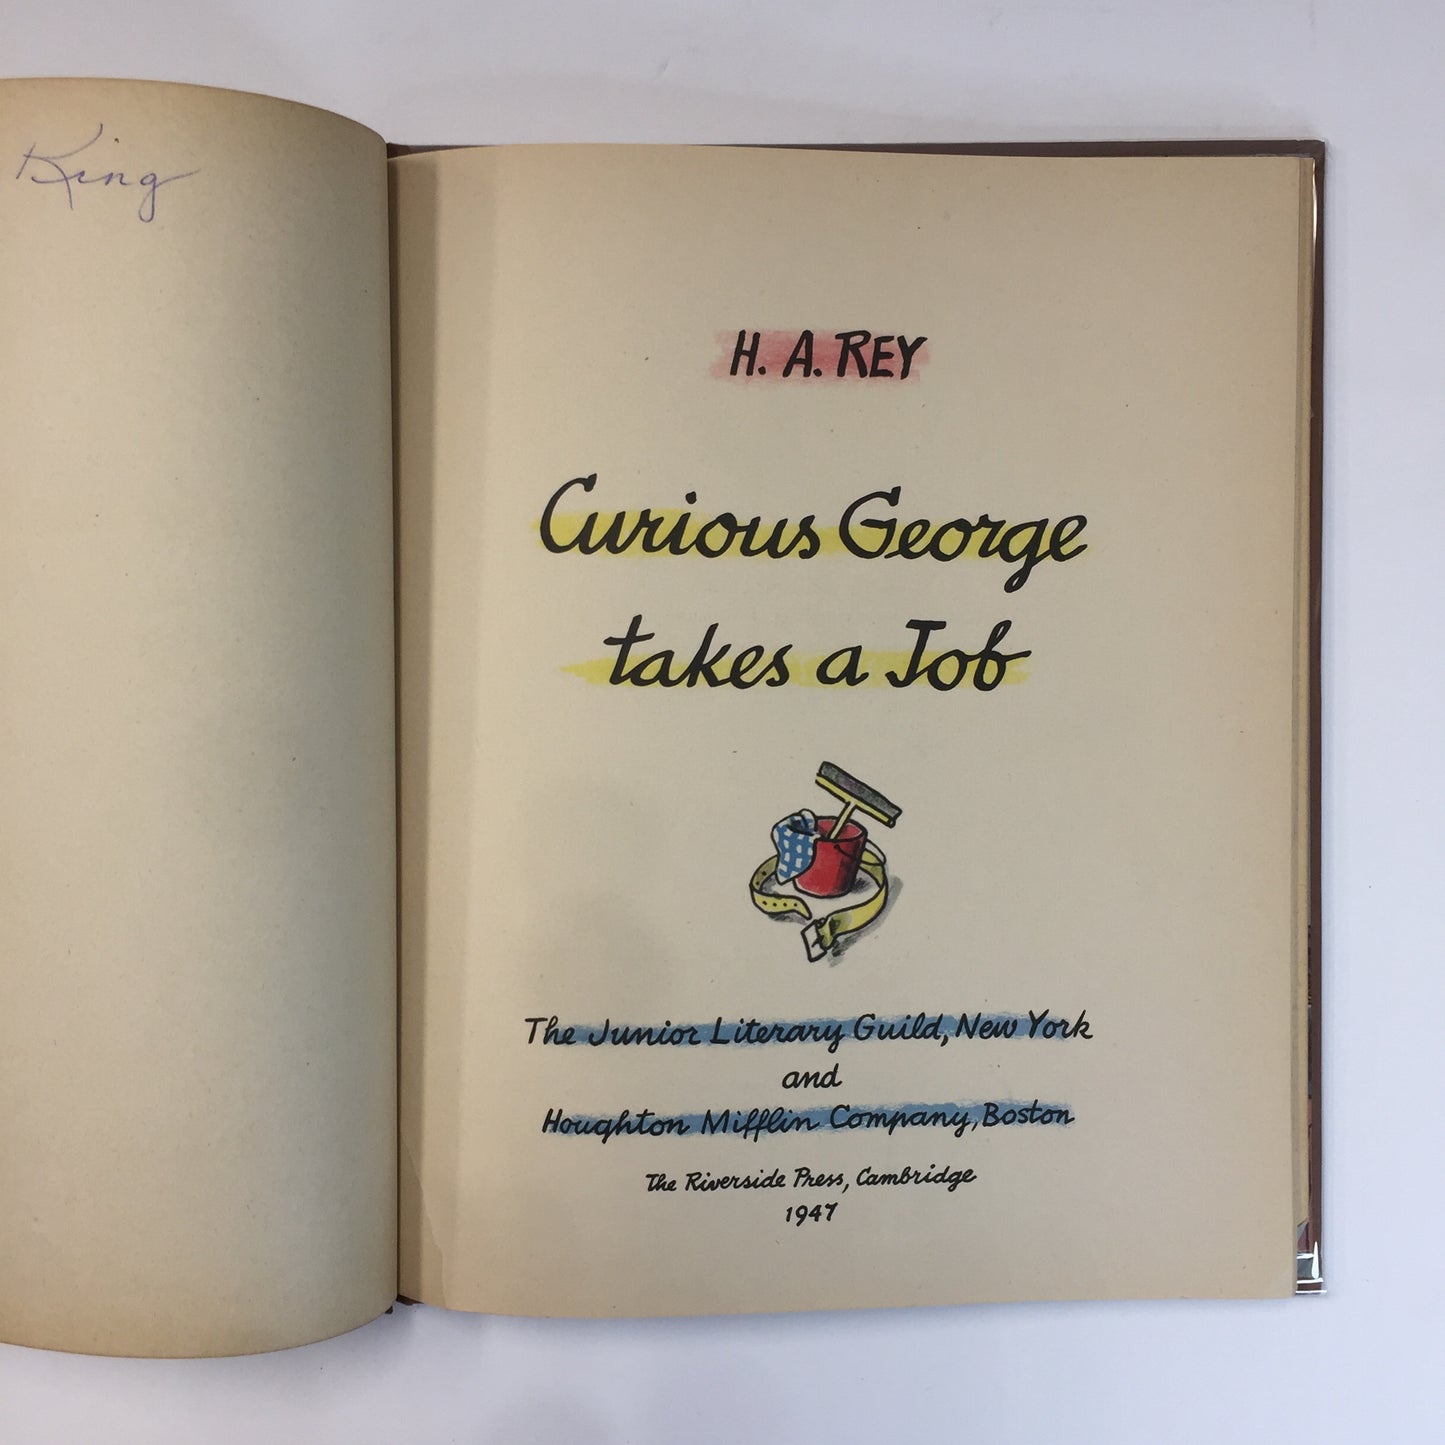 King
H. A. REY
Curious George
takes a Job
The Junior Literary Guild, New York
and
Houghton Mifflin Company, Boston
The Riverside Press, Cambridge
1947